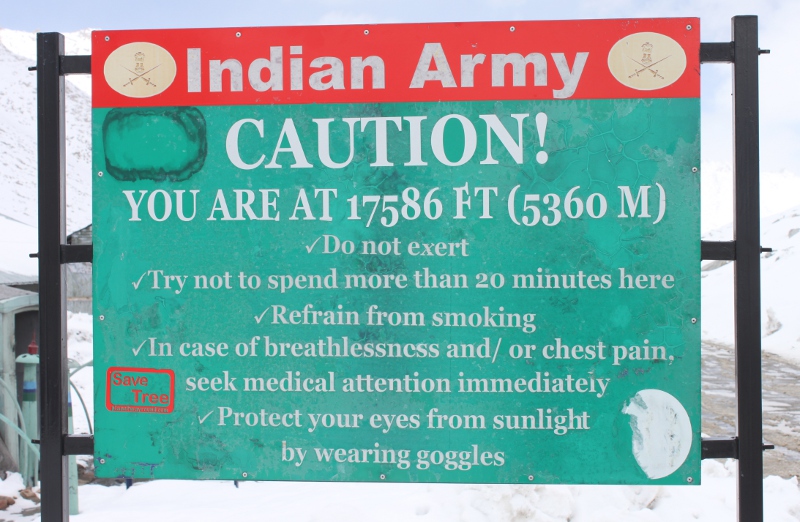 Indian Army
CAUTION!
YOU ARE AT 17586 FT (5360 M)
✓Do not exert
✓Try not to spend more than 20 minutes here
✓Refrain from smoking
✓In case of breathlessness and/ or chest pain,
seek medical attention immediately
✓Protect your eyes from sunlight
by wearing goggles
Save
Tree